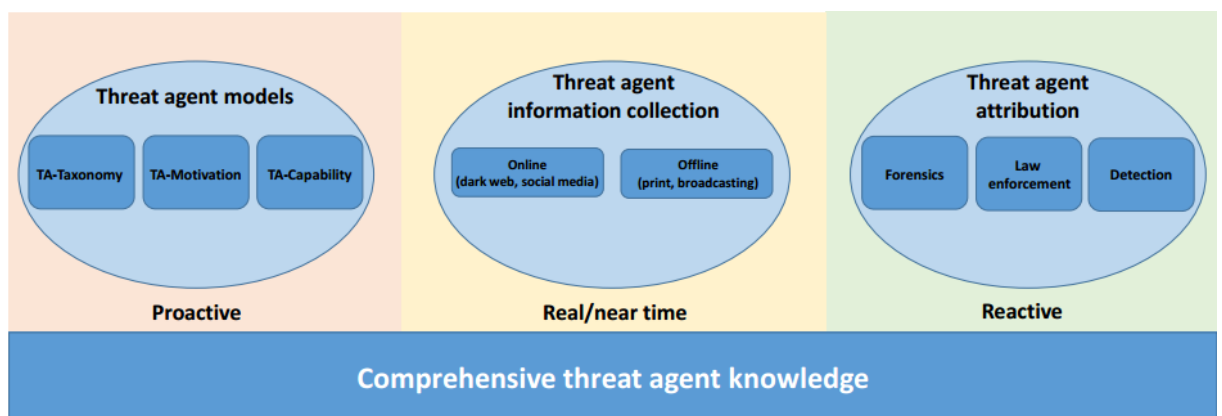 Threat agent models
TA-Taxonomy
TA-Motivation
TA-Capability
Proactive
Threat agent
information collection
Online
(dark web, social media)
Offline
(print, broadcasting)
Real/near time
Threat agent
attribution
Forensics
Law
enforcement
Detection
Reactive
Comprehensive threat agent knowledge